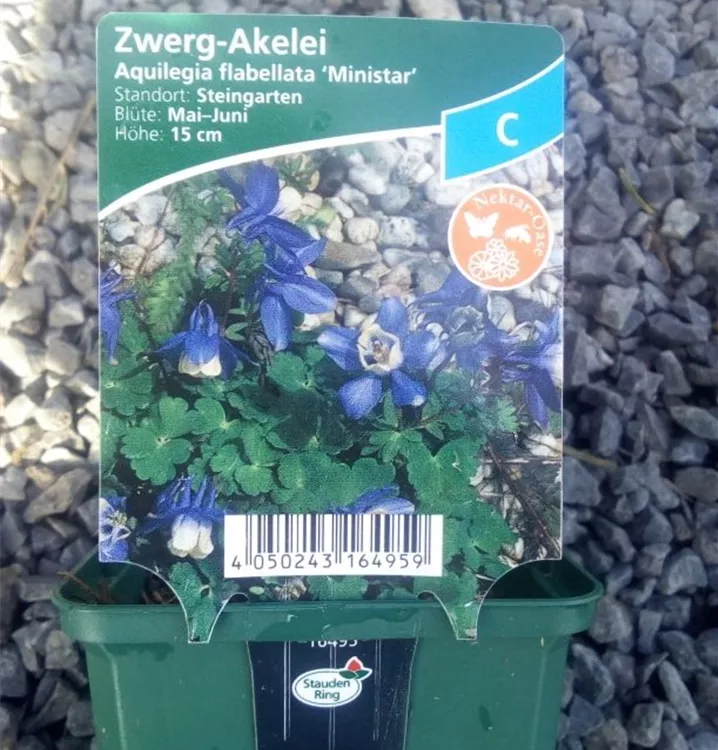 Zwerg-Akelei
Aquilegia flabellata 'Ministar'
Standort: Steingarten
Blüte: Mai–Juni
Höhe: 15 cm
C
Nektar-Oase
4 050243 164959
16495
Stauden
Ring